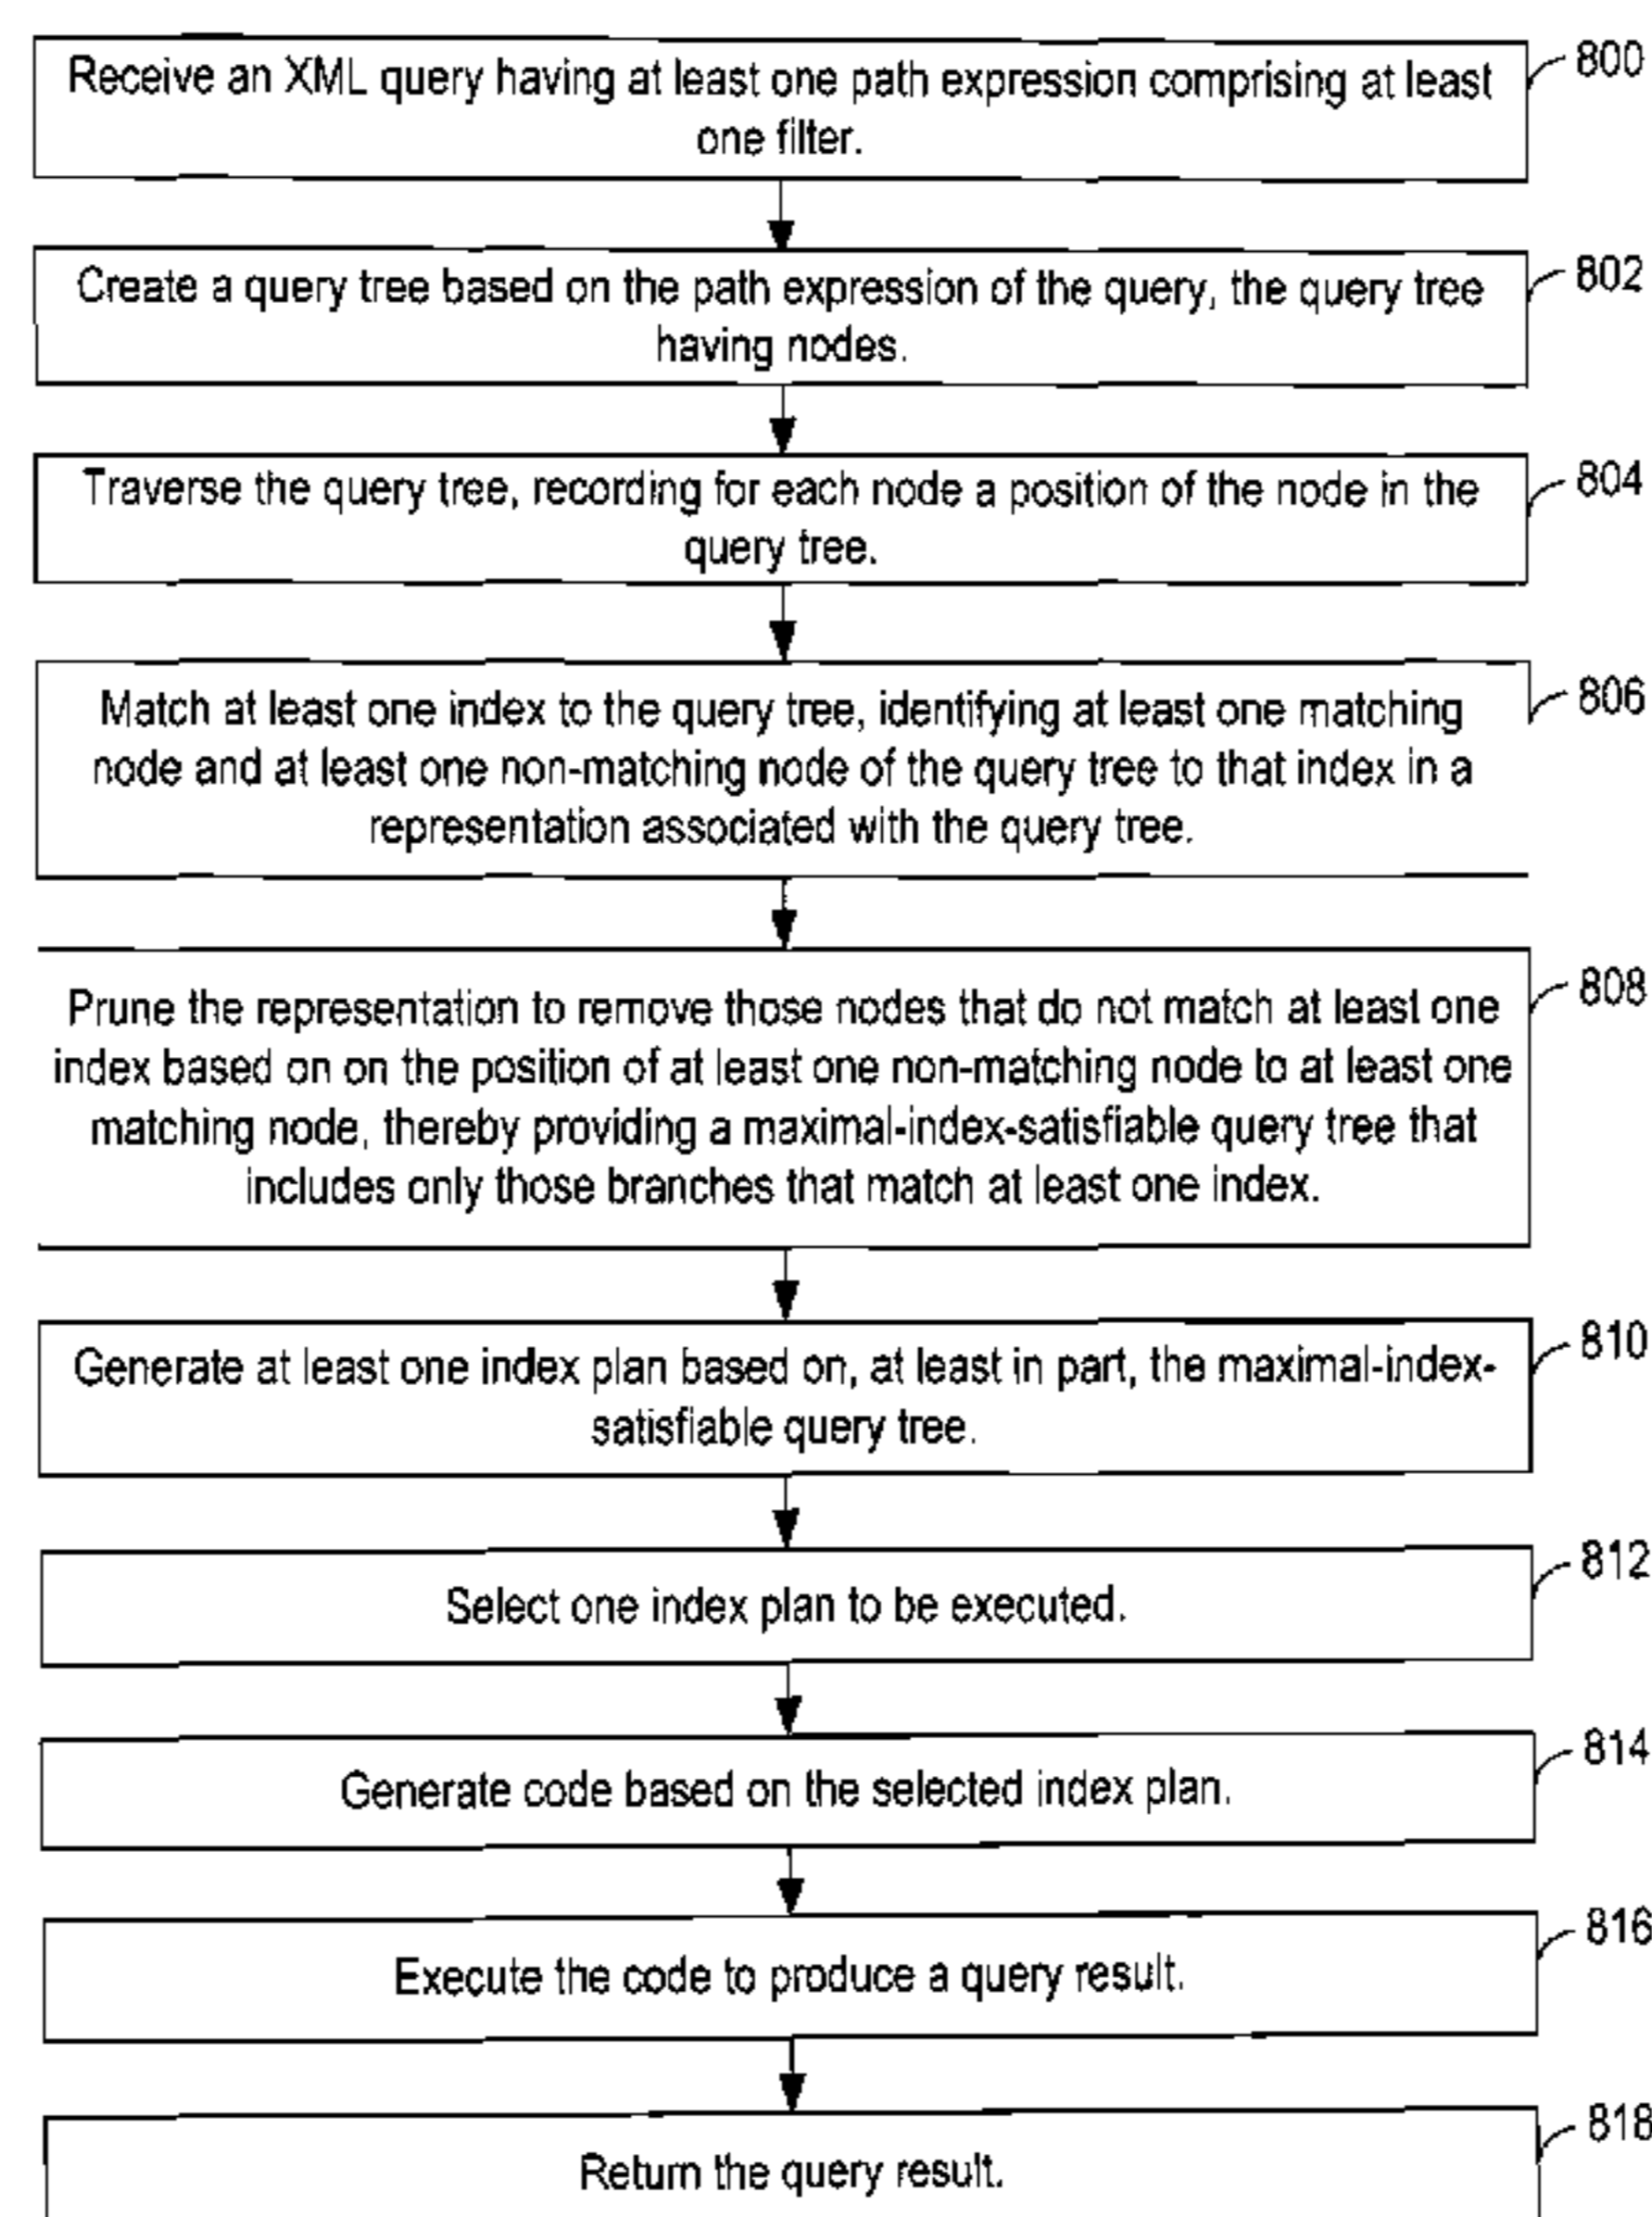 Receive an XML query having at least one path expression comprising at least
one filter.
800
Create a query tree based on the path expression of the query, the query tree
having nodes.
802
Traverse the query tree, recording for each node a position of the node in the
query tree.
804
Match at least one index to the query tree, identifying at least one matching
node and at least one non-matching node of the query tree to that index in a
representation associated with the query tree.
806
Prune the representation to remove those nodes that do not match at least one
index based on on the position of at least one non-matching node to at least one
matching node, thereby providing a maximal-index-satisfiable query tree that
includes only those branches that match at least one index.
808
Generate at least one index plan based on, at least in part, the maximal-index-
satisfiable query tree.
810
Select one index plan to be executed.
812
Generate code based on the selected index plan.
814
Execute the code to produce a query result.
816
Return the query result.
818